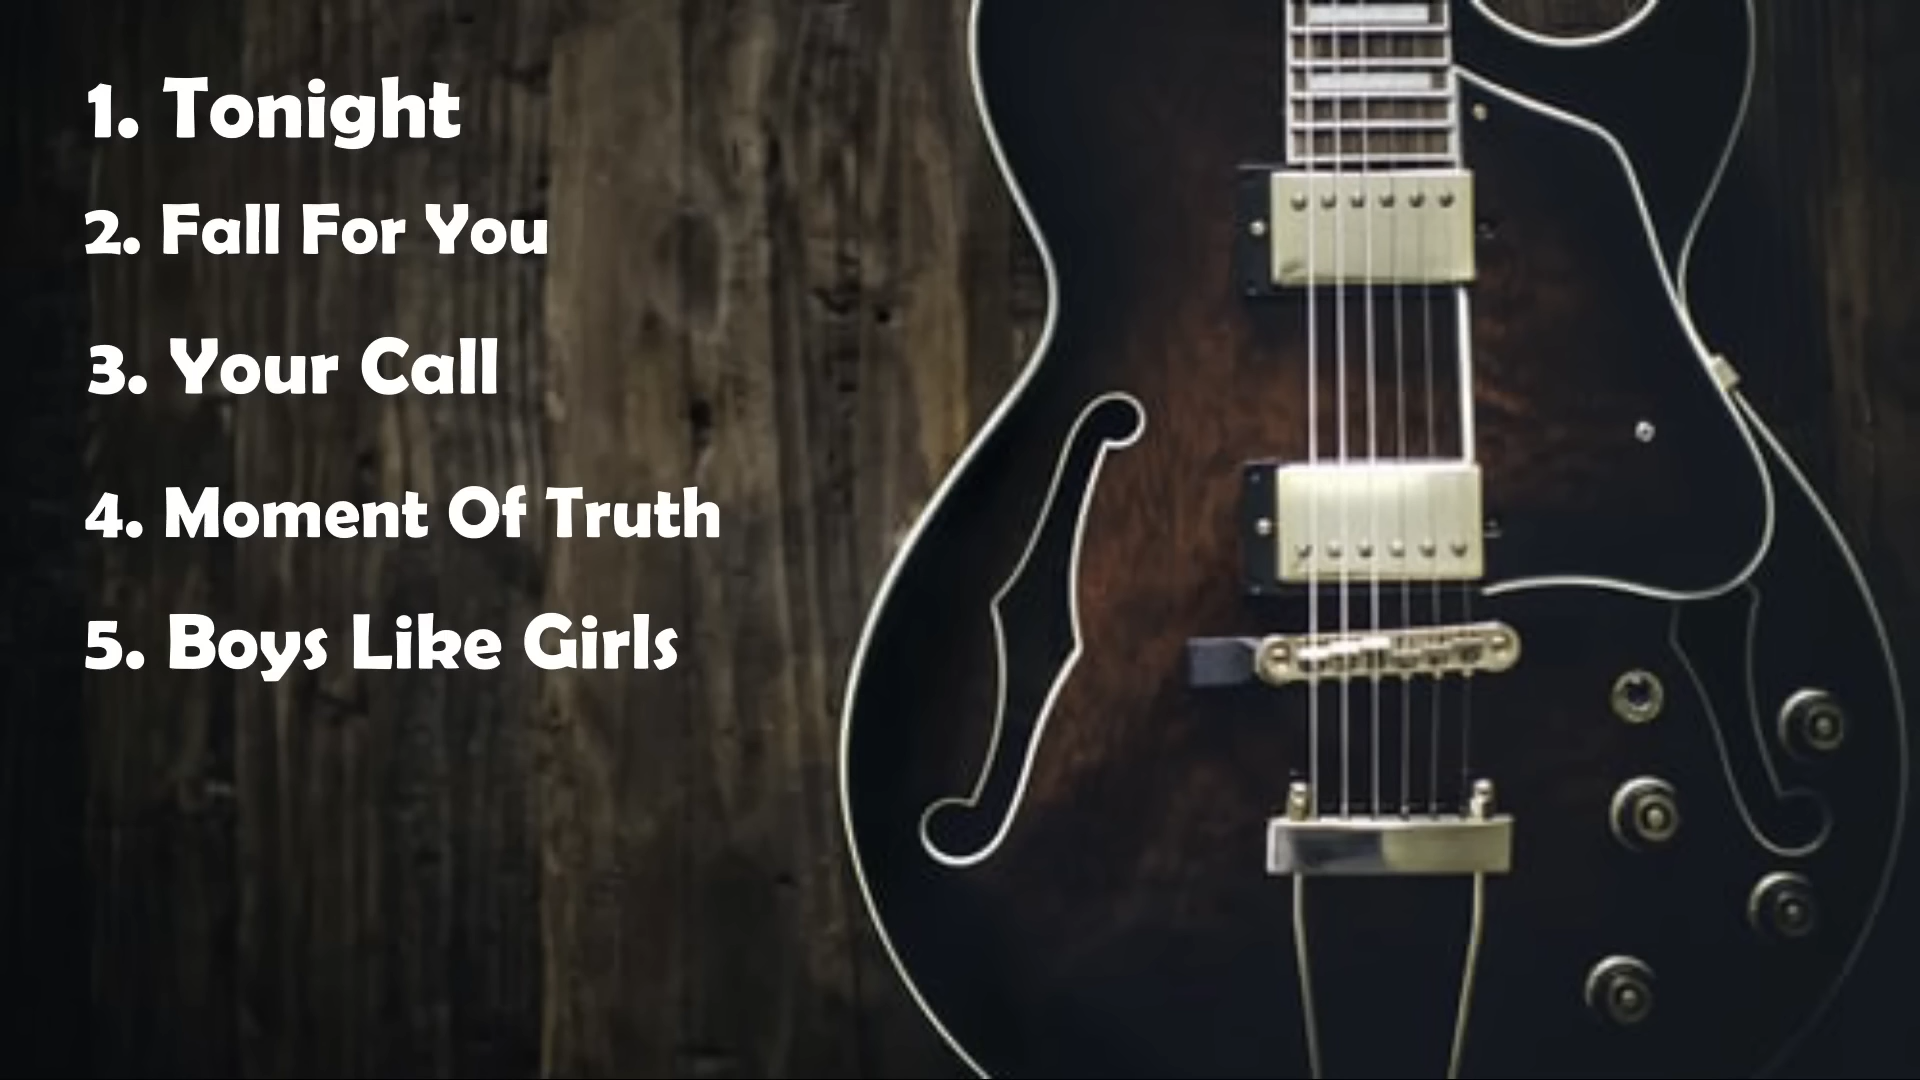 1. Tonight
2. Fall For You
3. Your Call
4. Moment Of Truth
5. Boys Like Girls